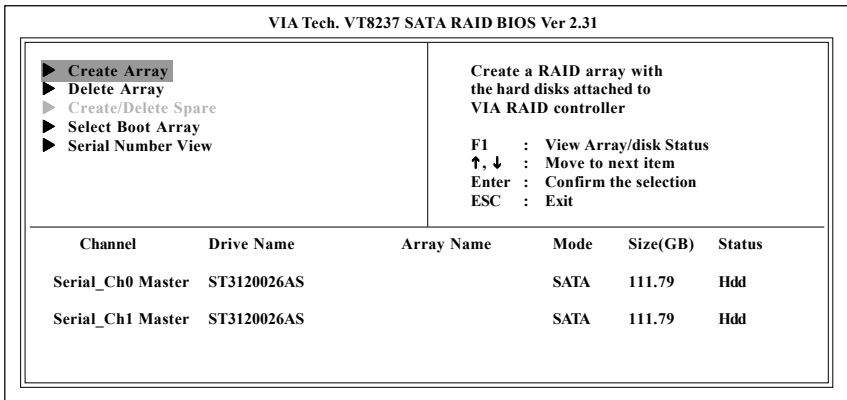 VIA Tech. VT8237 SATA RAID BIOS Ver 2.31
Create Array
Delete Array
Create/Delete Spare
Select Boot Array
Serial Number View
Create a RAID array with
the hard disks attached to
VIA RAID controller
F1 : View Array/disk Status
↑, ↓ : Move to next item
Enter : Confirm the selection
ESC : Exit
Channel Drive Name Array Name Mode Size(GB) Status
Serial_Ch0 Master ST3120026AS SATA 111.79 Hdd
Serial_Ch1 Master ST3120026AS SATA 111.79 Hdd